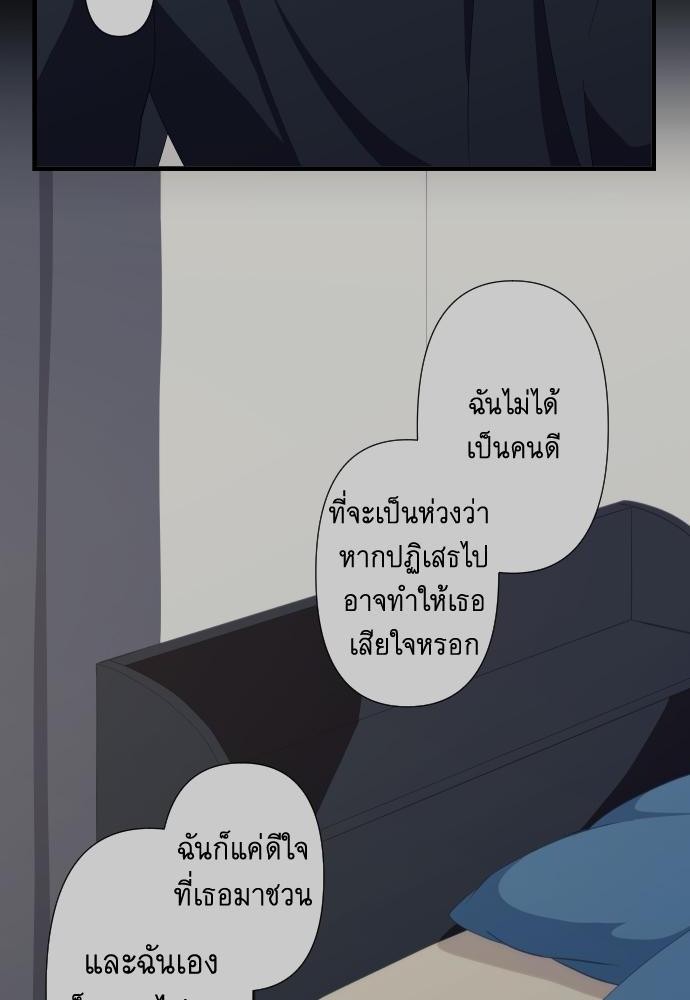 ฉันไม่ได้
เป็นคนดี
ที่จะเป็นห่วงว่า
หากปฏิเสธไป
อาจทำให้เธอ
เสียใจหรอก
ฉันก็แค่ดีใจ
ที่เธอมาชวน
และฉันเอง